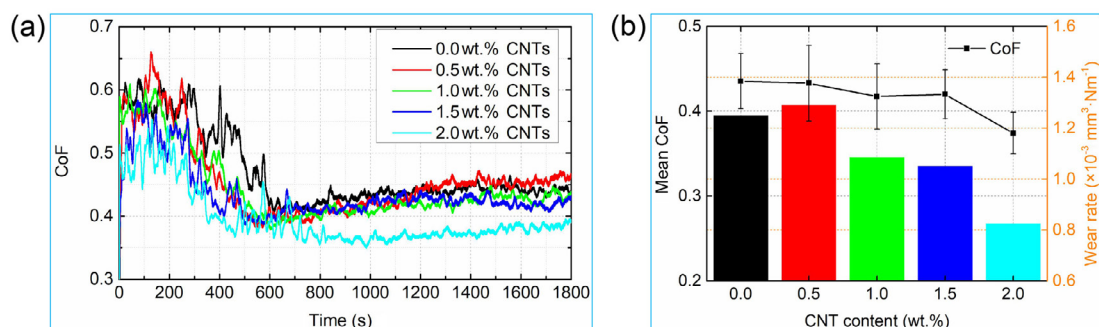 (a)
0.7
0.6
0.5
0.4
0.3
CoF
0.0wt.% CNTs
0.5wt.% CNTs
1.0wt.% CNTs
1.5wt.% CNTs
2.0wt.% CNTs
0 200 400 600 800 1000 1200 1400 1600 1800
Time (s)
(b)
0.5
0.4
0.3
0.2
Mean CoF
CoF
1.6
1.4
1.2
1.0
0.8
0.6
Wear rate (×10⁻³ mm³·Nm⁻¹)
0.0 0.5 1.0 1.5 2.0
CNT content (wt.%)